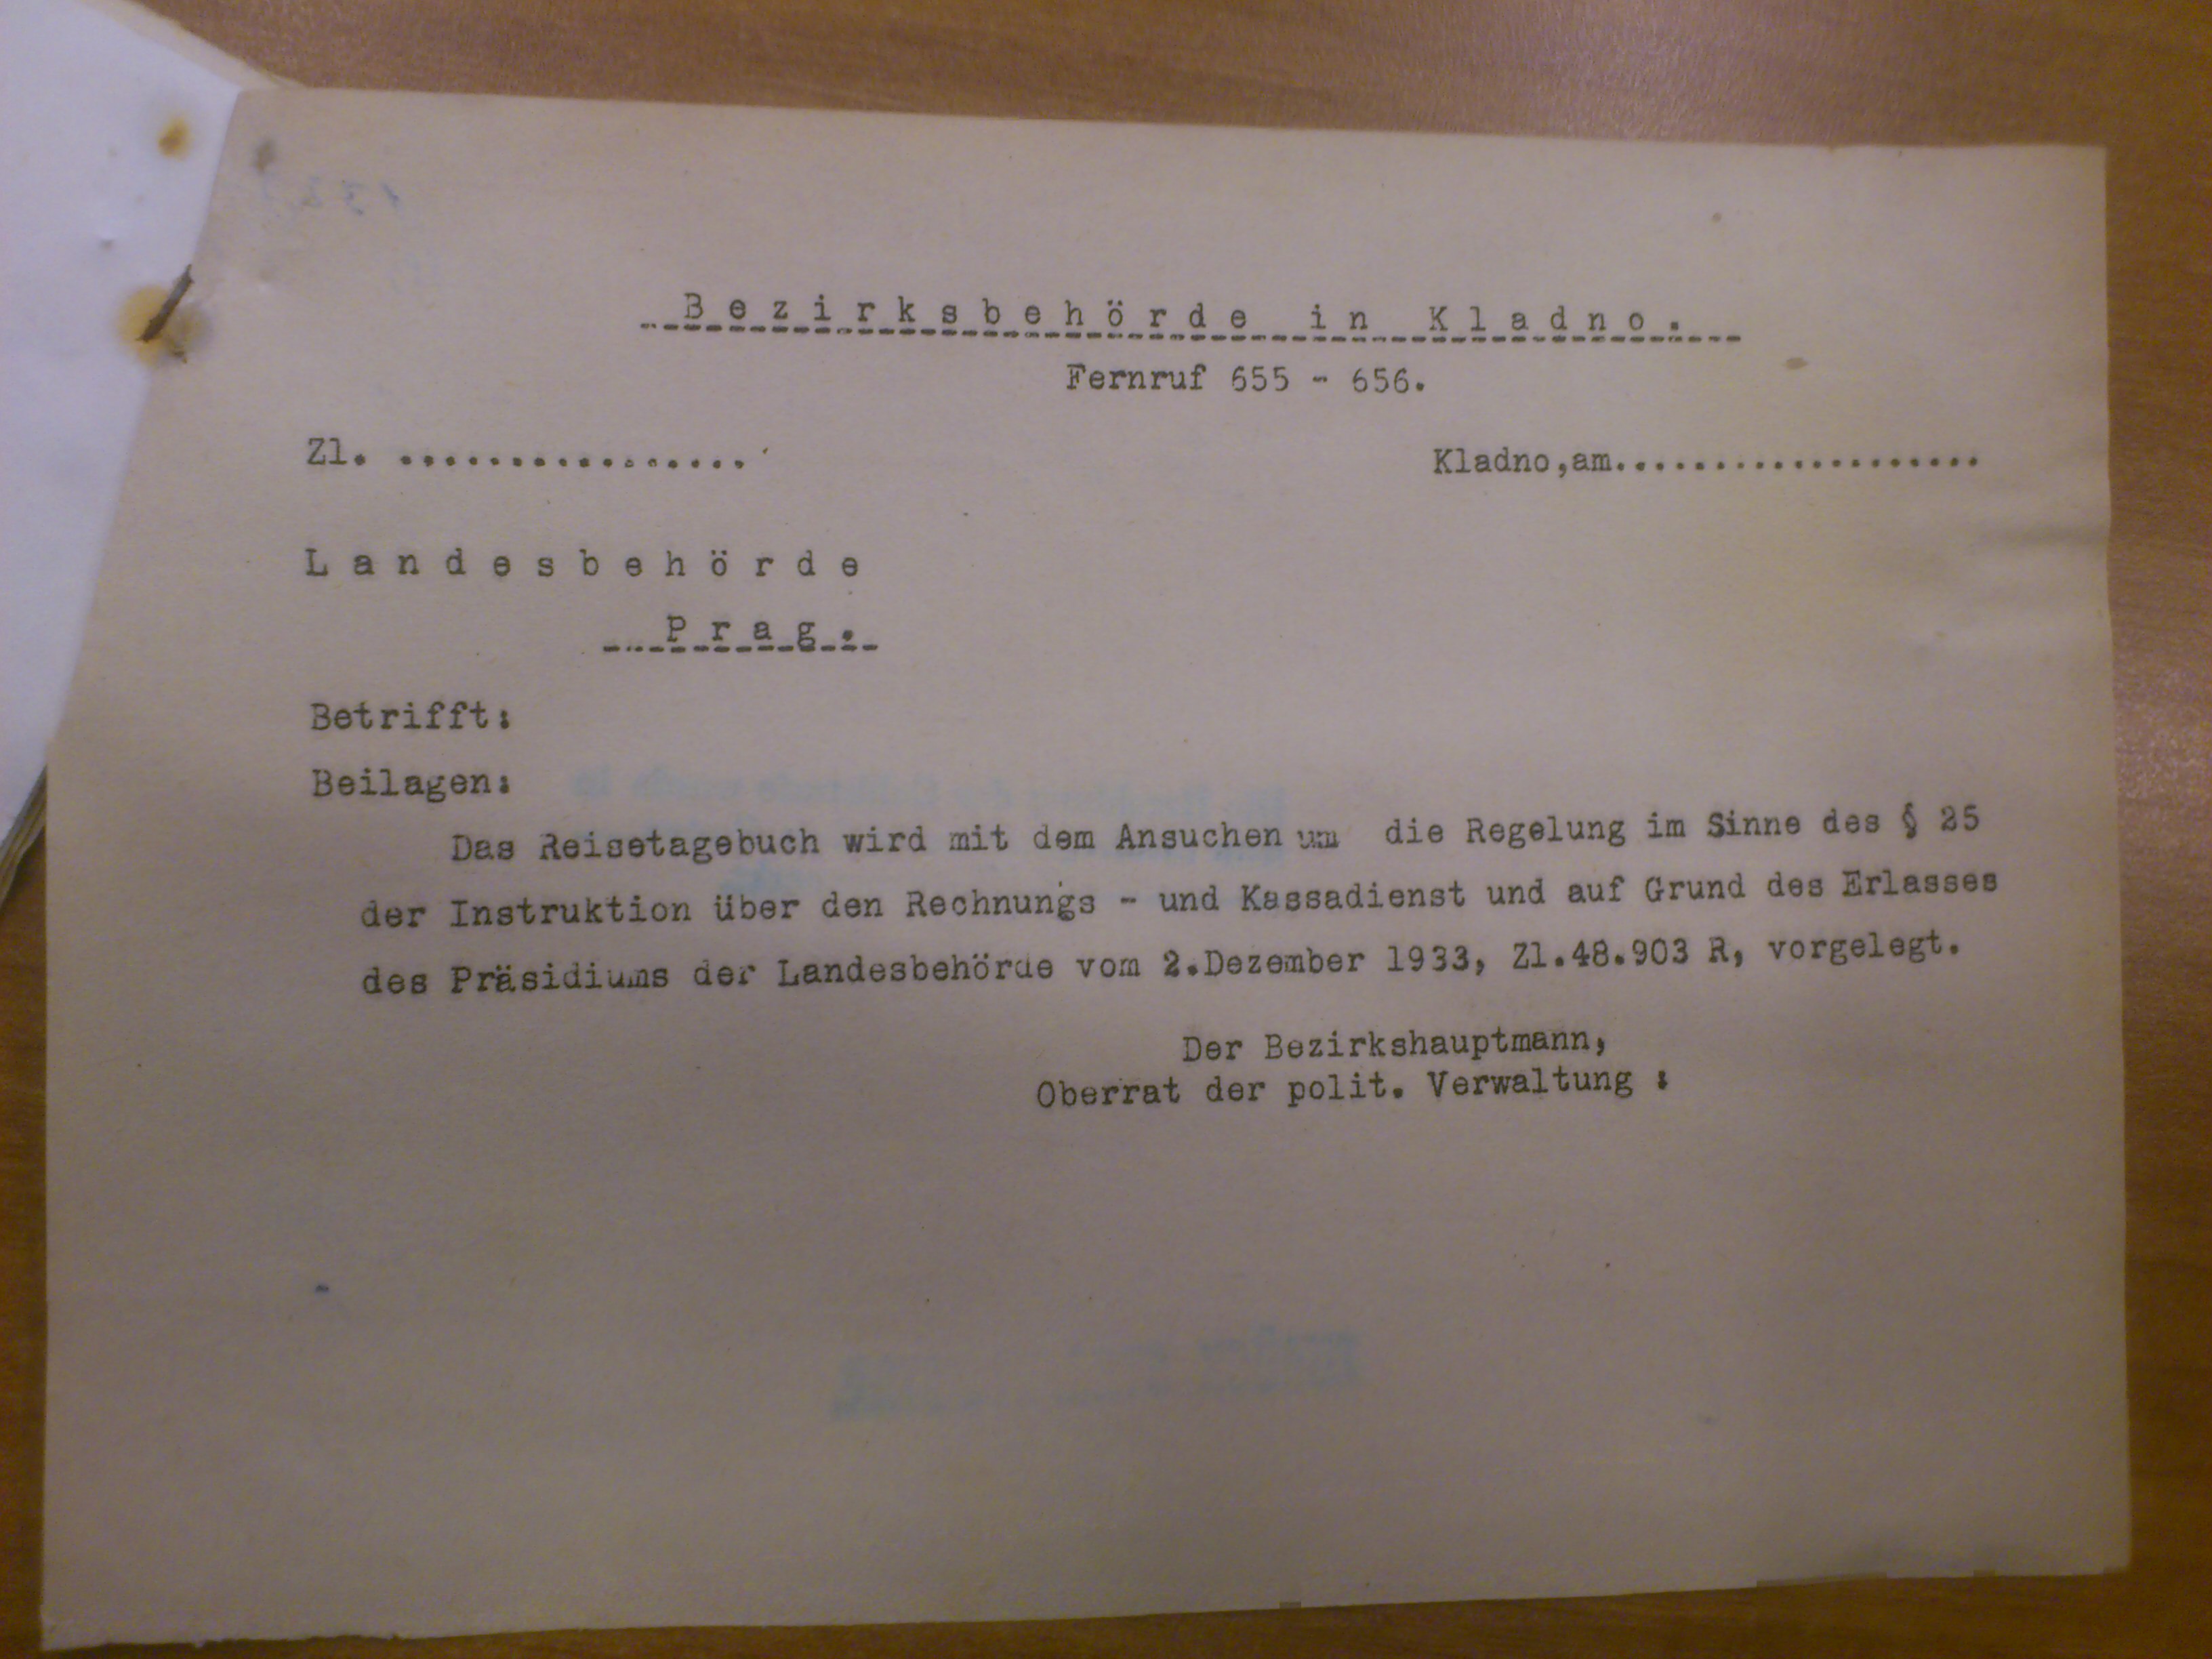 Bezirksbehörde in Kladno.
Fernruf 655 - 656.
Zl. .................. Kladno,am...................
Landesbehörde
Prag.
Betrifft:
Beilagen:
Das Reisetagebuch wird mit dem Ansuchen um die Regelung im Sinne des § 25
der Instruktion über den Rechnungs - und Kassadienst und auf Grund des Erlasses
des Präsidiums der Landesbehörde vom 2.Dezember 1933, Zl.48.903 R, vorgelegt.
Der Bezirkshauptmann,
Oberrat der polit. Verwaltung :